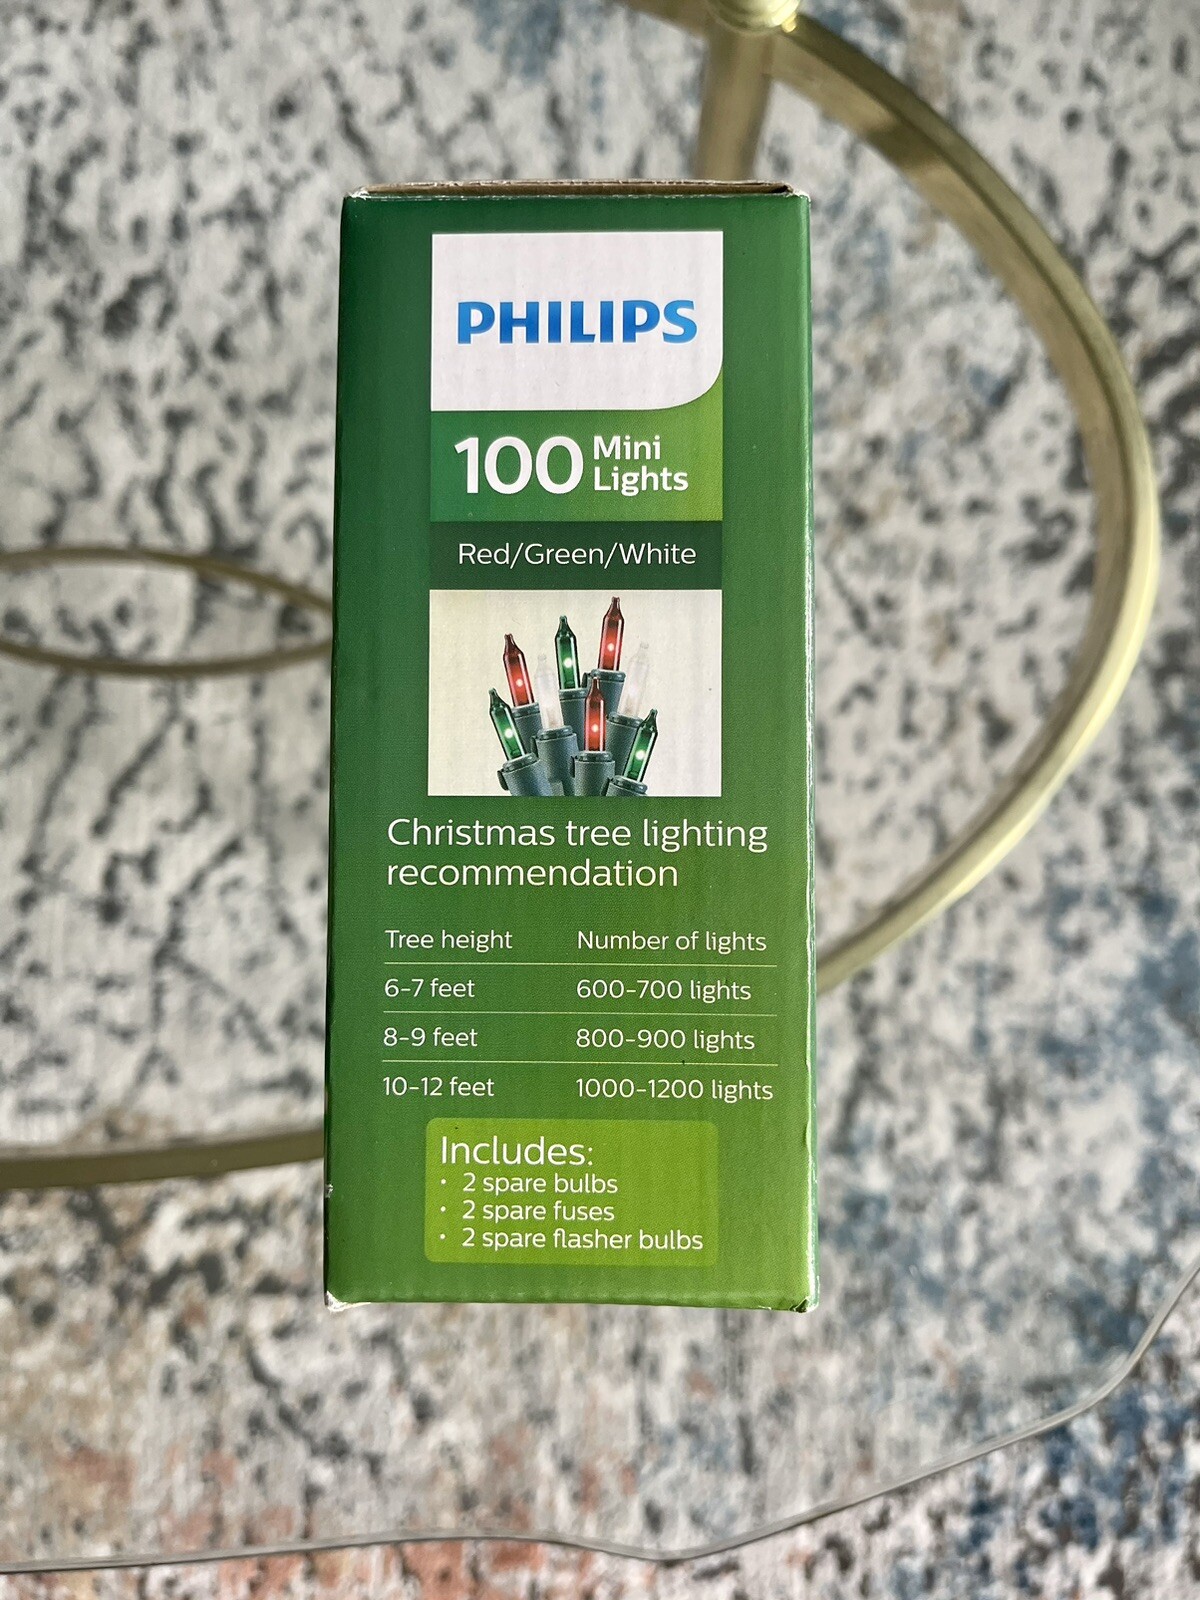 PHILIPS
100 Mini
Lights
Red/Green/White
Christmas tree lighting
recommendation
Tree height Number of lights
6-7 feet 600-700 lights
8-9 feet 800-900 lights
10-12 feet 1000-1200 lights
Includes:
• 2 spare bulbs
• 2 spare fuses
• 2 spare flasher bulbs